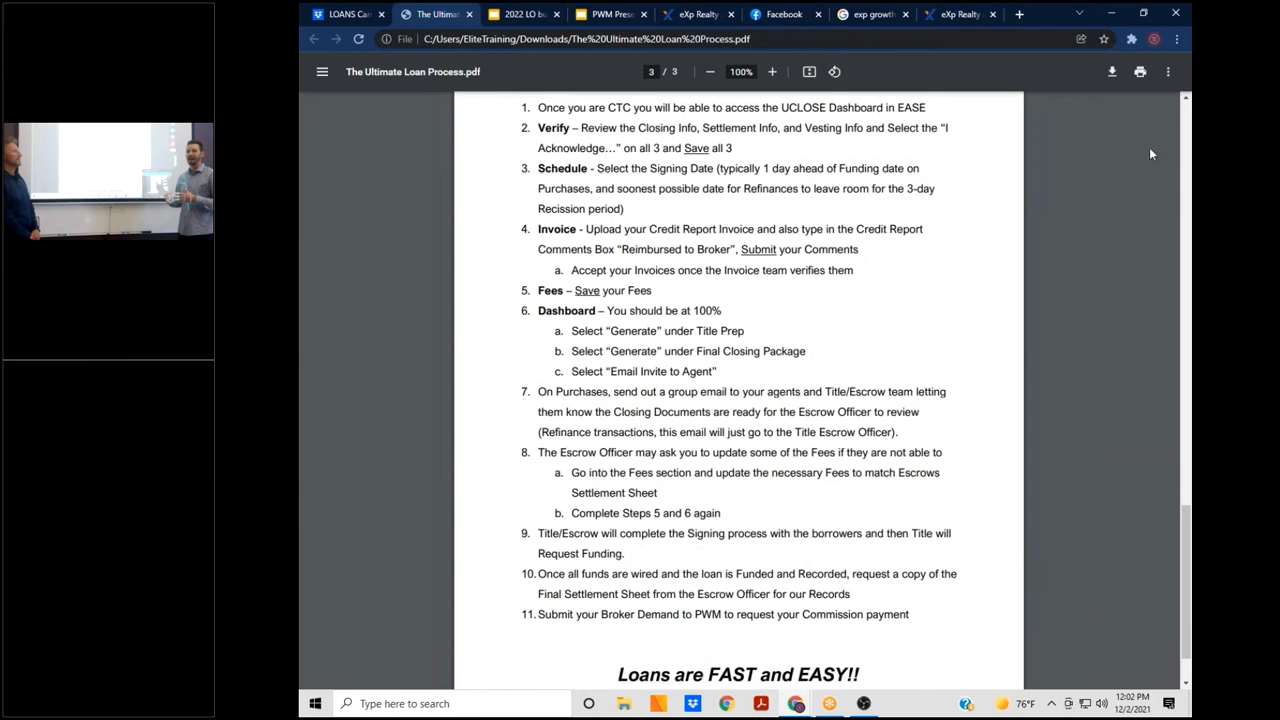 LOANS Can
The Ultimat
2022 LO bu
PWM Prese
eXp Realty
Facebook
exp growth
eXp Realty
File
C:/Users/EliteTraining/Downloads/The%20Ultimate%20Loan%20Process.pdf
The Ultimate Loan Process.pdf
3 / 3
100%
1. Once you are CTC you will be able to access the UCLOSE Dashboard in EASE
2. Verify – Review the Closing Info, Settlement Info, and Vesting Info and Select the “I
Acknowledge…” on all 3 and Save all 3
3. Schedule - Select the Signing Date (typically 1 day ahead of Funding date on
Purchases, and soonest possible date for Refinances to leave room for the 3-day
Recission period)
4. Invoice - Upload your Credit Report Invoice and also type in the Credit Report
Comments Box “Reimbursed to Broker”, Submit your Comments
a. Accept your Invoices once the Invoice team verifies them
5. Fees – Save your Fees
6. Dashboard – You should be at 100%
a. Select “Generate” under Title Prep
b. Select “Generate” under Final Closing Package
c. Select “Email Invite to Agent”
7. On Purchases, send out a group email to your agents and Title/Escrow team letting
them know the Closing Documents are ready for the Escrow Officer to review
(Refinance transactions, this email will just go to the Title Escrow Officer).
8. The Escrow Officer may ask you to update some of the Fees if they are not able to
a. Go into the Fees section and update the necessary Fees to match Escrows
Settlement Sheet
b. Complete Steps 5 and 6 again
9. Title/Escrow will complete the Signing process with the borrowers and then Title will
Request Funding.
10. Once all funds are wired and the loan is Funded and Recorded, request a copy of the
Final Settlement Sheet from the Escrow Officer for our Records
11. Submit your Broker Demand to PWM to request your Commission payment
Loans are FAST and EASY!!
Type here to search
76°F
12:02 PM
12/2/2021